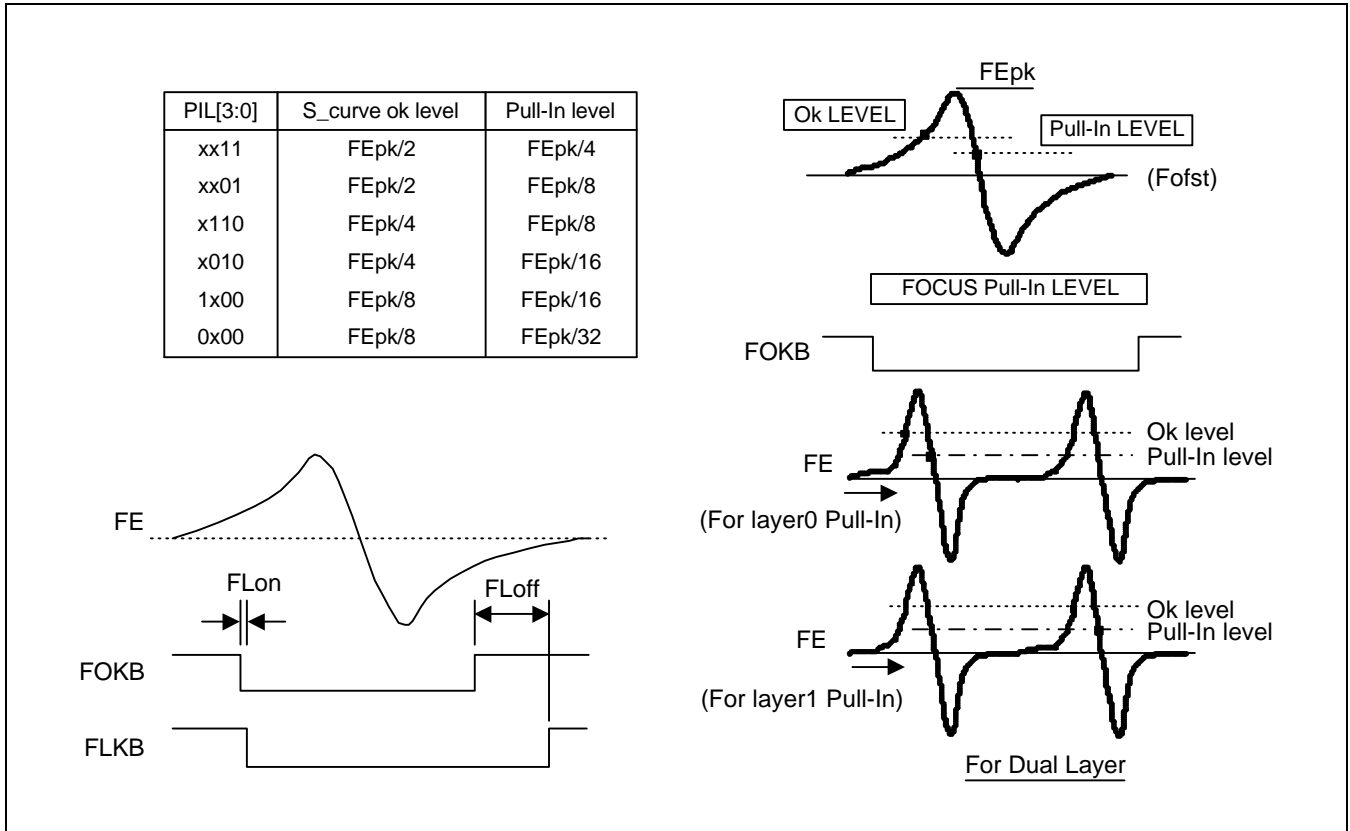 PIL[3:0] S_curve ok level Pull-In level
xx11 FEpk/2 FEpk/4
xx01 FEpk/2 FEpk/8
x110 FEpk/4 FEpk/8
x010 FEpk/4 FEpk/16
1x00 FEpk/8 FEpk/16
0x00 FEpk/8 FEpk/32
FE
FLon
FLoff
FOKB
FLKB
FEpk
Ok LEVEL
Pull-In LEVEL
(Fofst)
FOCUS Pull-In LEVEL
FOKB
Ok level
Pull-In level
FE
(For layer0 Pull-In)
Ok level
Pull-In level
FE
(For layer1 Pull-In)
For Dual Layer